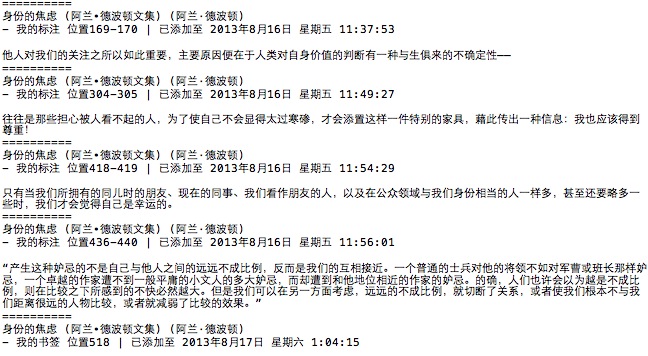 ==========
身份的焦虑 (阿兰•德波顿文集) (阿兰·德波顿)
- 我的标注 位置169-170 | 已添加至 2013年8月16日 星期五 11:37:53
他人对我们的关注之所以如此重要，主要原因便在于人类对自身价值的判断有一种与生俱来的不确定性——
==========
身份的焦虑 (阿兰•德波顿文集) (阿兰·德波顿)
- 我的标注 位置304-305 | 已添加至 2013年8月16日 星期五 11:49:27
往往是那些担心被人看不起的人，为了使自己不会显得太过寒碜，才会添置这样一件特别的家具，藉此传出一种信息：我也应该得到
尊重！
==========
身份的焦虑 (阿兰•德波顿文集) (阿兰·德波顿)
- 我的标注 位置418-419 | 已添加至 2013年8月16日 星期五 11:54:29
只有当我们所拥有的同儿时的朋友、现在的同事、我们看作朋友的人，以及在公众领域与我们身份相当的人一样多，甚至还要略多一
些时，我们才会觉得自己是幸运的。
==========
身份的焦虑 (阿兰•德波顿文集) (阿兰·德波顿)
- 我的标注 位置436-440 | 已添加至 2013年8月16日 星期五 11:56:01
“产生这种妒忌的不是自己与他人之间的远远不成比例，反而是我们的互相接近。一个普通的士兵对他的将领不如对军曹或班长那样妒
忌，一个卓越的作家遭不到一般平庸的小文人的多大妒忌，而却遭到和他地位相近的作家的妒忌。的确，人们也许会以为越是不成比
例，则在比较之下所感到的不快必然越大。但是我们可以在另一方面考虑，远远的不成比例，就切断了关系，或者使我们根本不与我
们距离很远的人物比较，或者就减弱了比较的效果。”
==========
身份的焦虑 (阿兰•德波顿文集) (阿兰·德波顿)
- 我的书签 位置518 | 已添加至 2013年8月17日 星期六 1:04:15